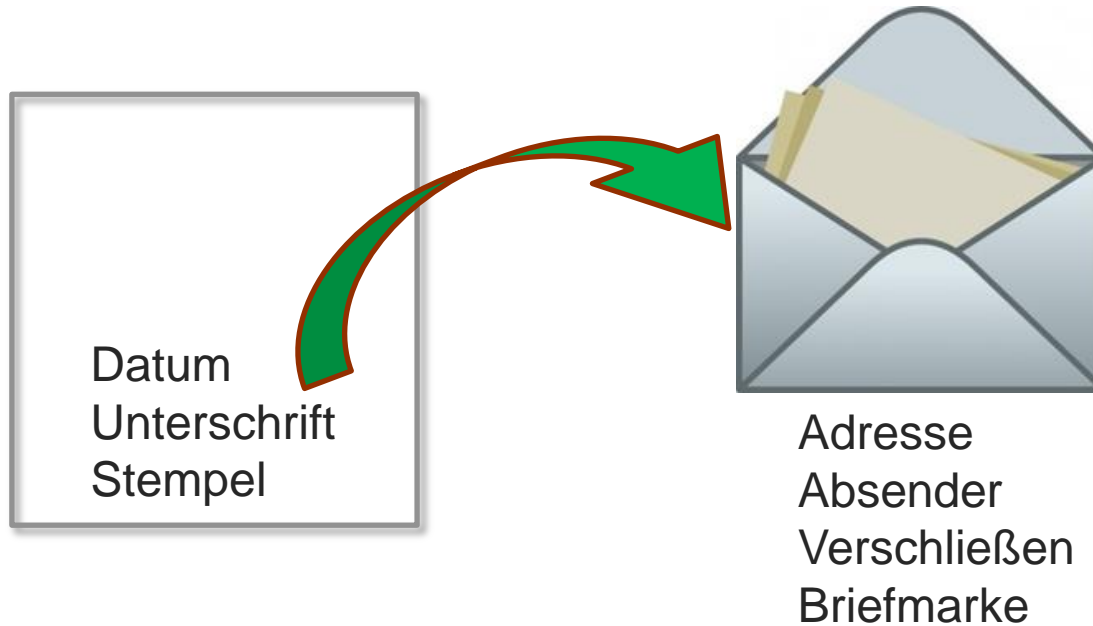 Datum
Unterschrift
Stempel
Adresse
Absender
Verschließen
Briefmarke